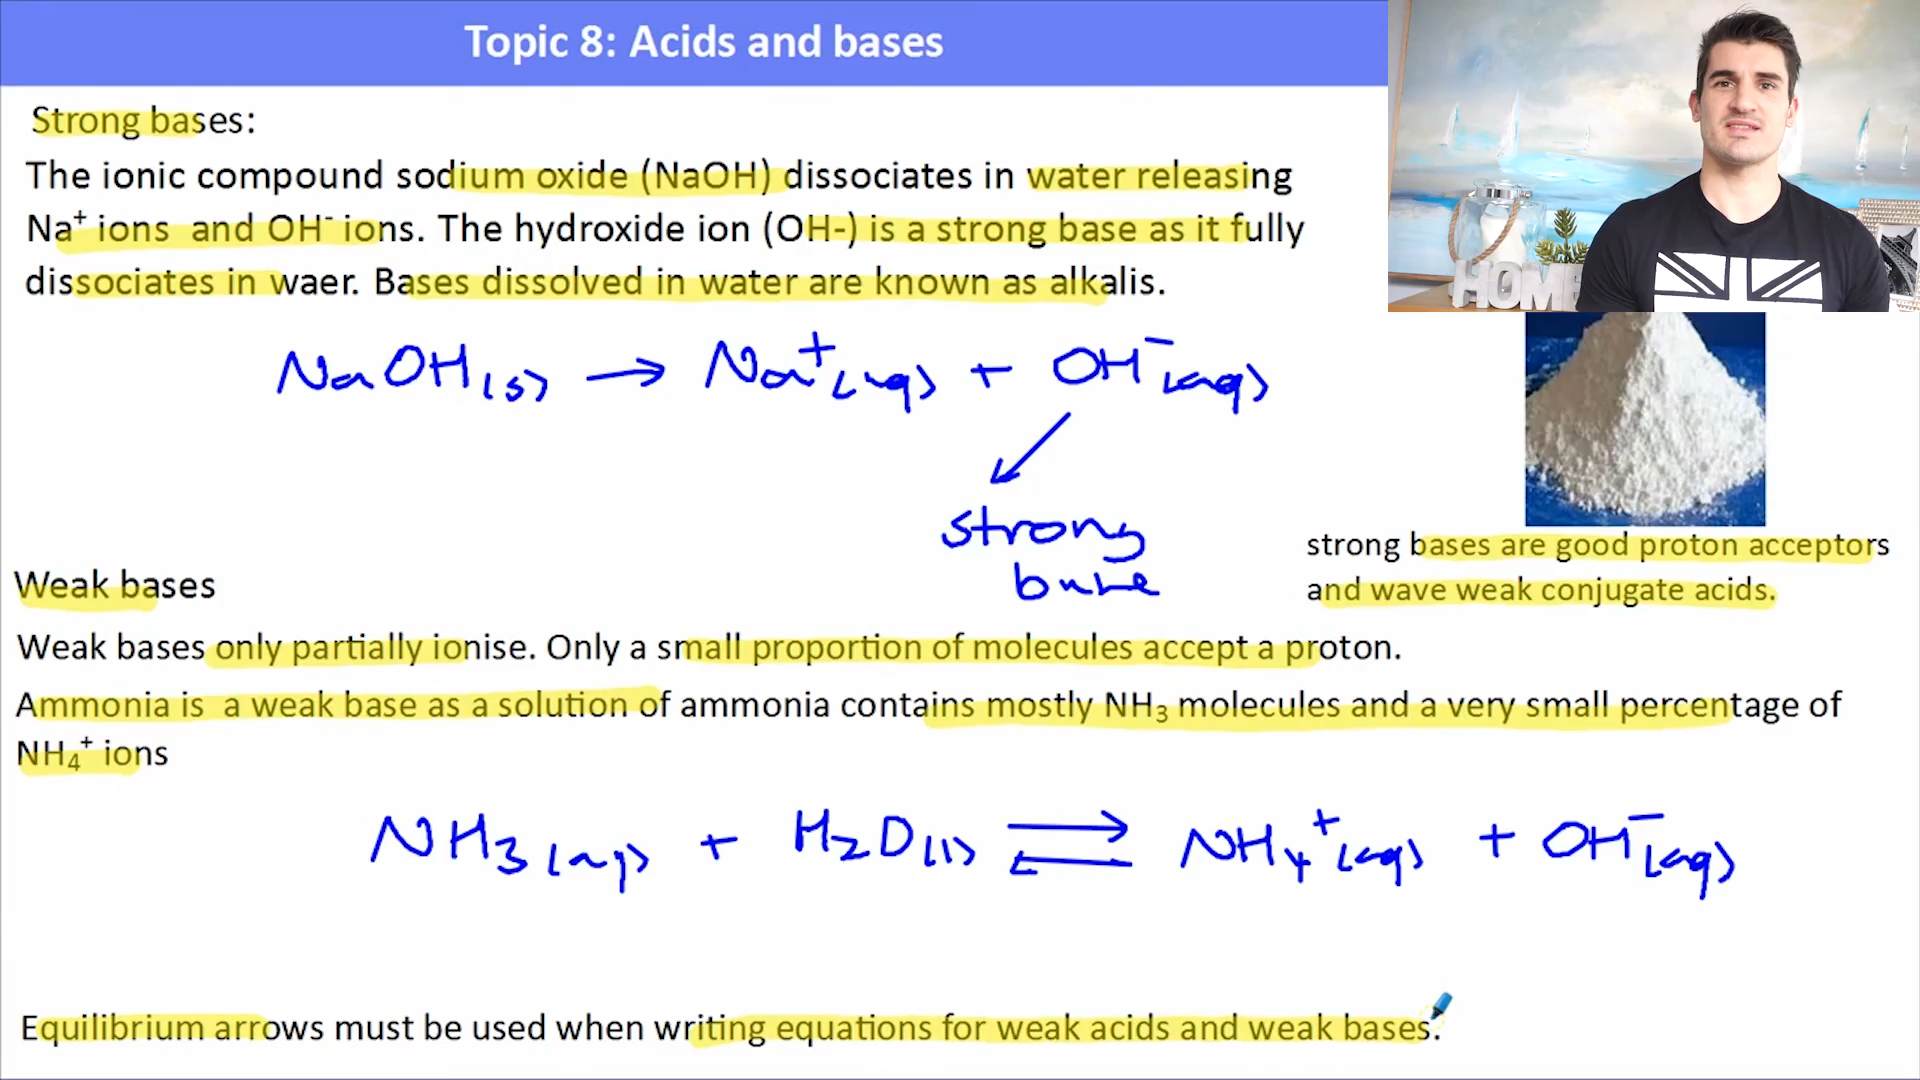 Topic 8: Acids and bases
Strong bases:
The ionic compound sodium oxide (NaOH) dissociates in water releasing
Na⁺ ions and OH⁻ ions. The hydroxide ion (OH-) is a strong base as it fully
dissociates in waer. Bases dissolved in water are known as alkalis.
NaOH(s) → Na⁺(aq) + OH⁻(aq)
strong
base
HOME
strong bases are good proton acceptors
and wave weak conjugate acids.
Weak bases
Weak bases only partially ionise. Only a small proportion of molecules accept a proton.
Ammonia is a weak base as a solution of ammonia contains mostly NH₃ molecules and a very small percentage of
NH₄⁺ ions
NH₃(aq) + H₂O(l) ⇌ NH₄⁺(aq) + OH⁻(aq)
Equilibrium arrows must be used when writing equations for weak acids and weak bases.